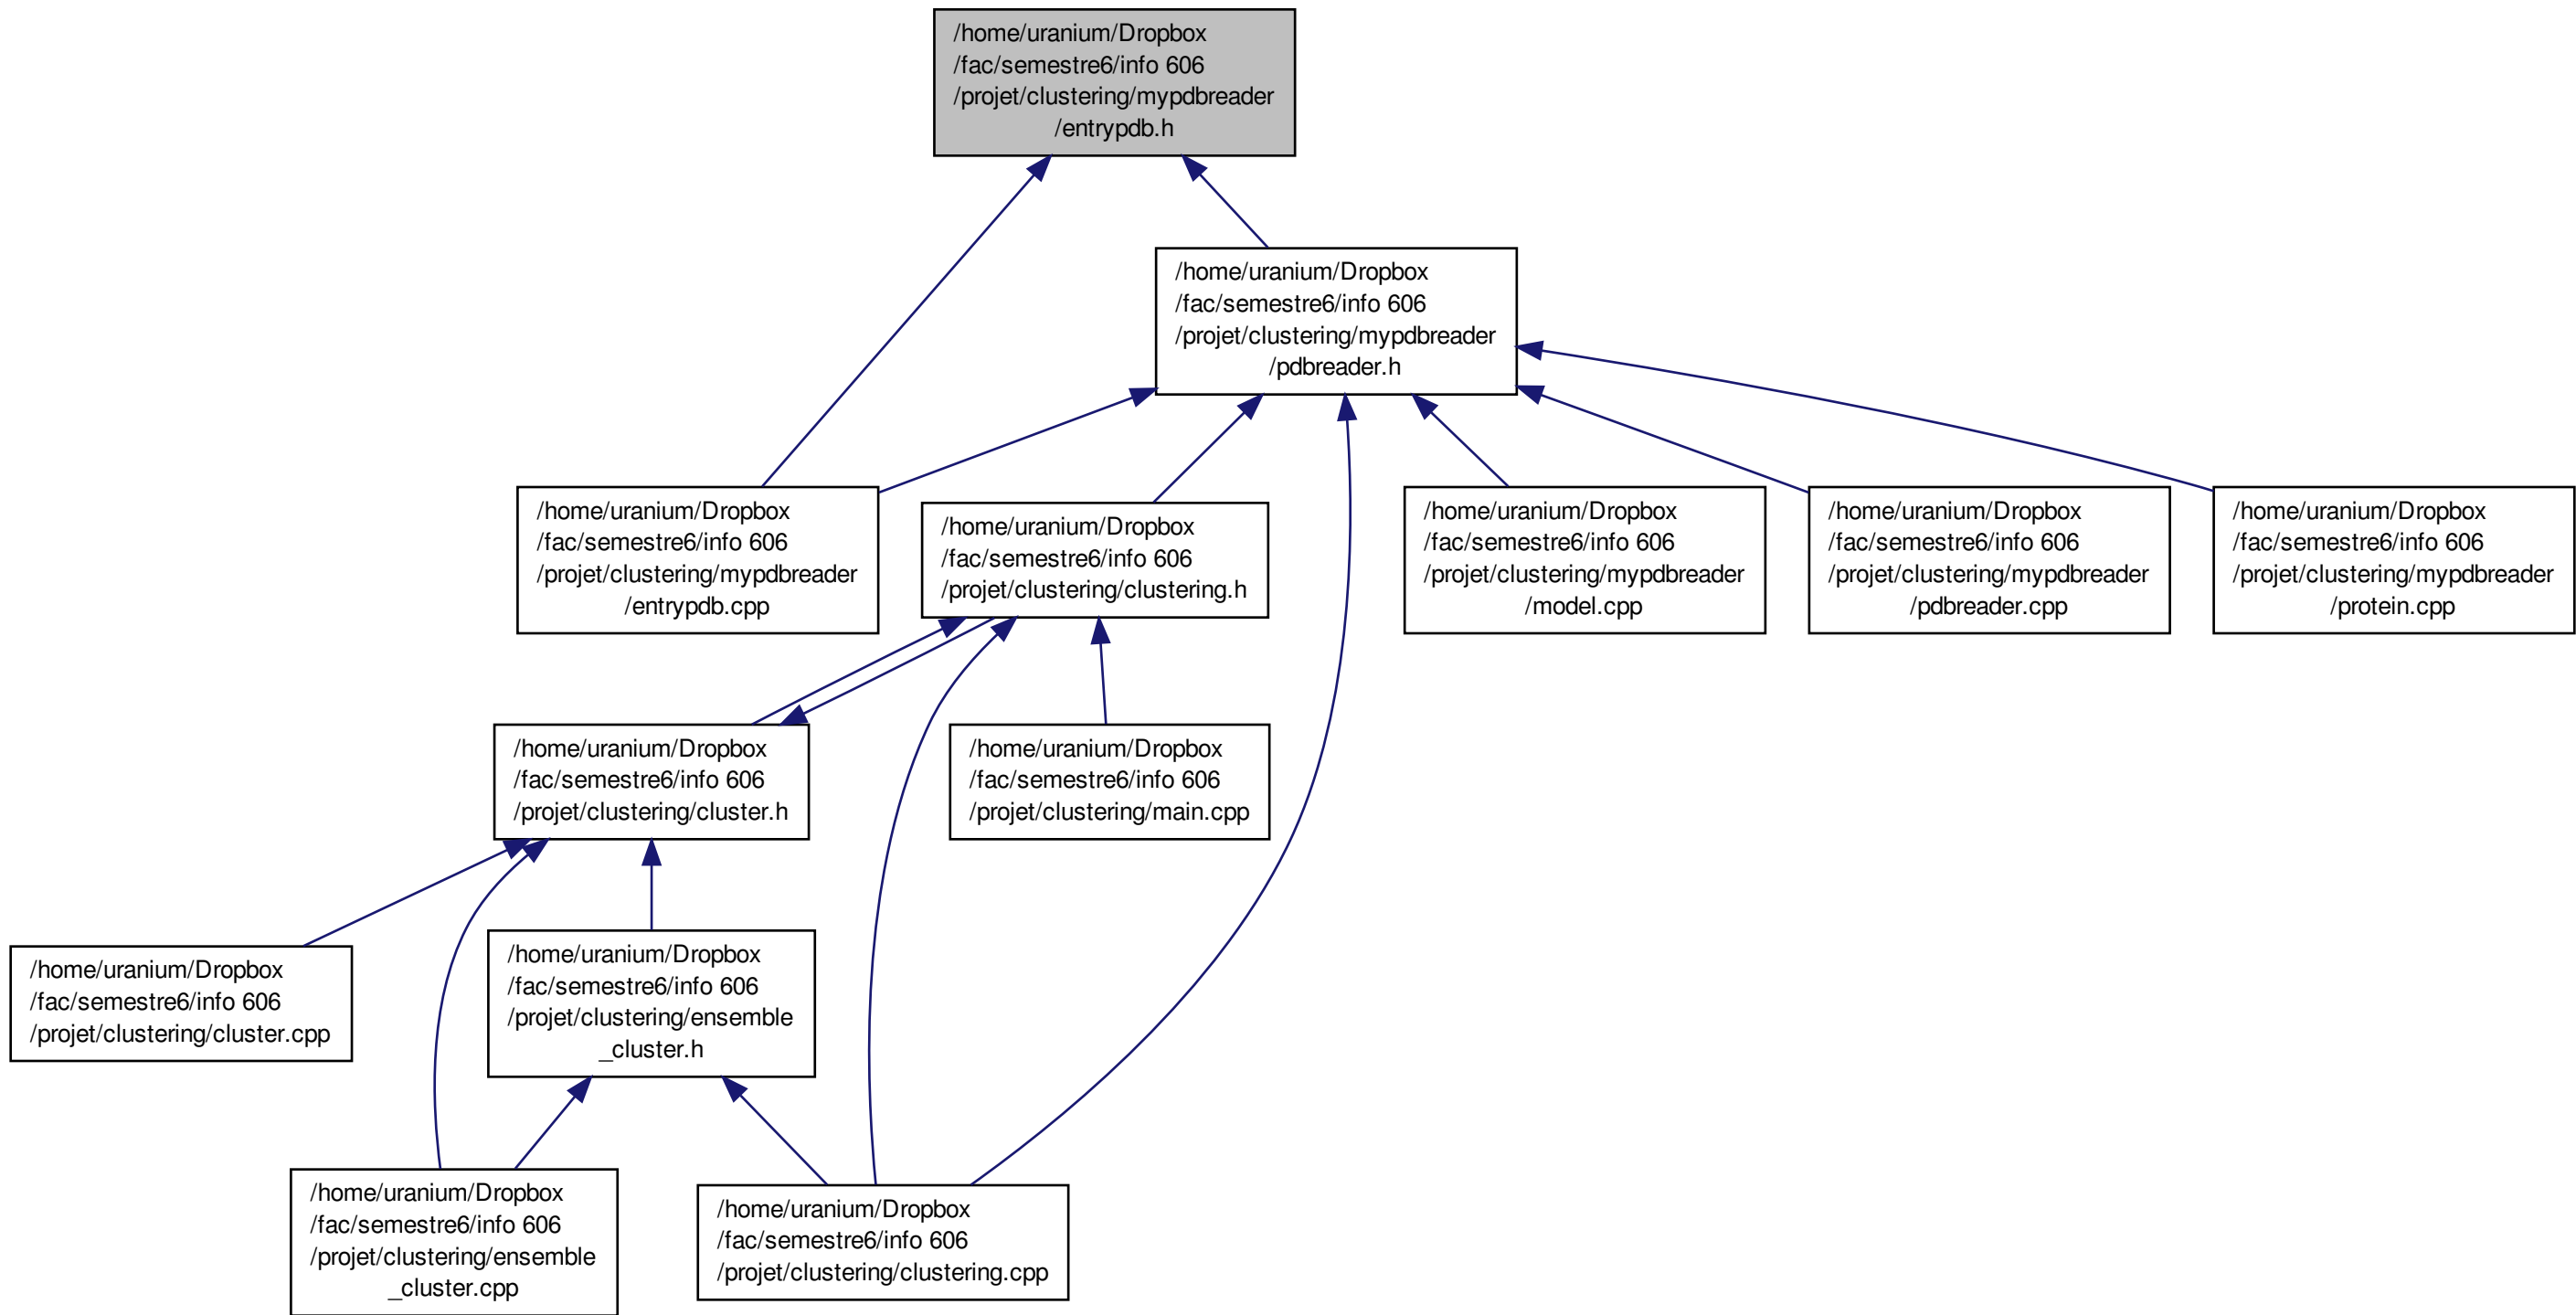 /home/uranium/Dropbox
/fac/semestre6/info 606
/projet/clustering/mypdbreader
/entrypdb.h
/home/uranium/Dropbox
/fac/semestre6/info 606
/projet/clustering/mypdbreader
/pdbreader.h
/home/uranium/Dropbox
/fac/semestre6/info 606
/projet/clustering/mypdbreader
/entrypdb.cpp
/home/uranium/Dropbox
/fac/semestre6/info 606
/projet/clustering/clustering.h
/home/uranium/Dropbox
/fac/semestre6/info 606
/projet/clustering/mypdbreader
/model.cpp
/home/uranium/Dropbox
/fac/semestre6/info 606
/projet/clustering/mypdbreader
/pdbreader.cpp
/home/uranium/Dropbox
/fac/semestre6/info 606
/projet/clustering/mypdbreader
/protein.cpp
/home/uranium/Dropbox
/fac/semestre6/info 606
/projet/clustering/cluster.h
/home/uranium/Dropbox
/fac/semestre6/info 606
/projet/clustering/main.cpp
/home/uranium/Dropbox
/fac/semestre6/info 606
/projet/clustering/cluster.cpp
/home/uranium/Dropbox
/fac/semestre6/info 606
/projet/clustering/ensemble
_cluster.h
/home/uranium/Dropbox
/fac/semestre6/info 606
/projet/clustering/ensemble
_cluster.cpp
/home/uranium/Dropbox
/fac/semestre6/info 606
/projet/clustering/clustering.cpp